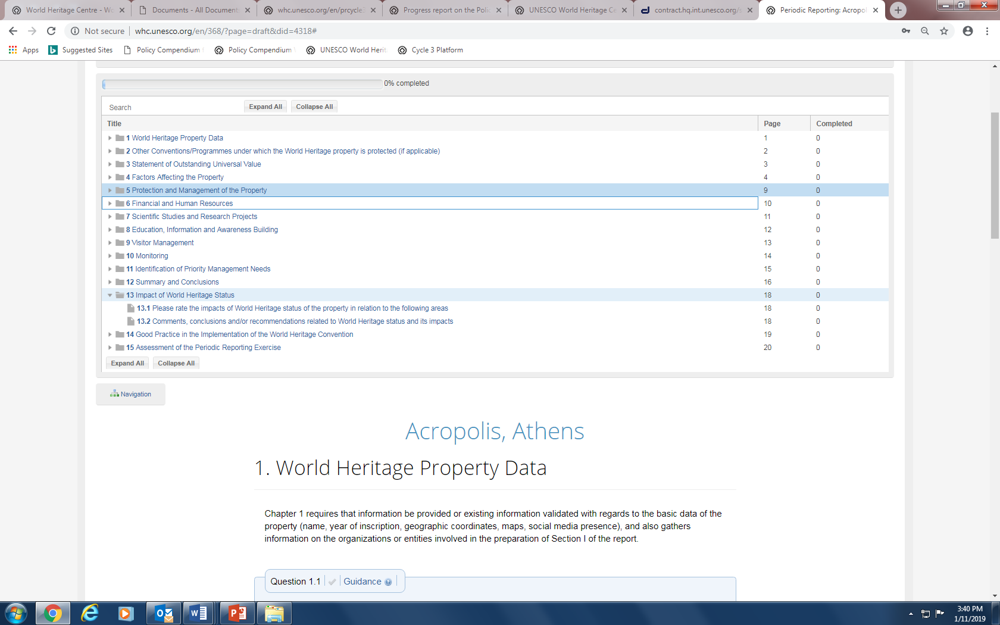 World Heritage Centre - Wo
Documents - All Document
whc.unesco.org/en/prcycle3
Progress report on the Polic
UNESCO World Heritage Ce
contract.hq.int.unesco.org/s
Periodic Reporting: Acropol
Not secure whc.unesco.org/en/368/?page=draft&did=4318#
Apps Suggested Sites Policy Compendium Policy Compendium UNESCO World Herit Cycle 3 Platform
0% completed
Search Expand All Collapse All
Title Page Completed
1 World Heritage Property Data 1 0
2 Other Conventions/Programmes under which the World Heritage property is protected (if applicable) 2 0
3 Statement of Outstanding Universal Value 3 0
4 Factors Affecting the Property 4 0
5 Protection and Management of the Property 9 0
6 Financial and Human Resources 10 0
7 Scientific Studies and Research Projects 11 0
8 Education, Information and Awareness Building 12 0
9 Visitor Management 13 0
10 Monitoring 14 0
11 Identification of Priority Management Needs 15 0
12 Summary and Conclusions 16 0
13 Impact of World Heritage Status 18 0
13.1 Please rate the impacts of World Heritage status of the property in relation to the following areas 18 0
13.2 Comments, conclusions and/or recommendations related to World Heritage status and its impacts 18 0
14 Good Practice in the Implementation of the World Heritage Convention 19 0
15 Assessment of the Periodic Reporting Exercise 20 0
Expand All Collapse All
Navigation
Acropolis, Athens
1. World Heritage Property Data
Chapter 1 requires that information be provided or existing information validated with regards to the basic data of the
property (name, year of inscription, geographic coordinates, maps, social media presence), and also gathers
information on the organizations or entities involved in the preparation of Section I of the report.
Question 1.1 Guidance
3:40 PM
1/11/2019